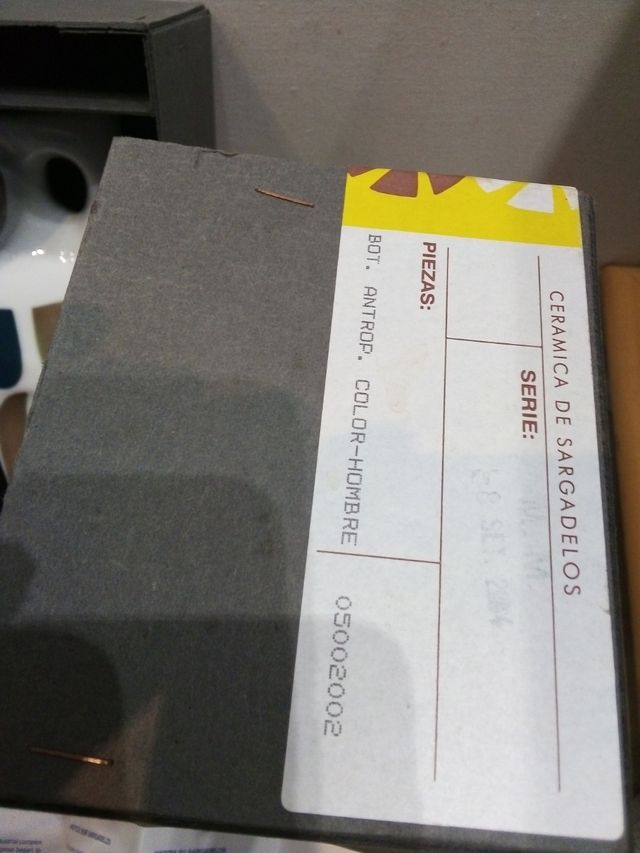 CERAMICA DE SARGADELOS
SERIE:
PIEZAS:
BOT. ANTROP. COLOR-HOMBRE
05002002